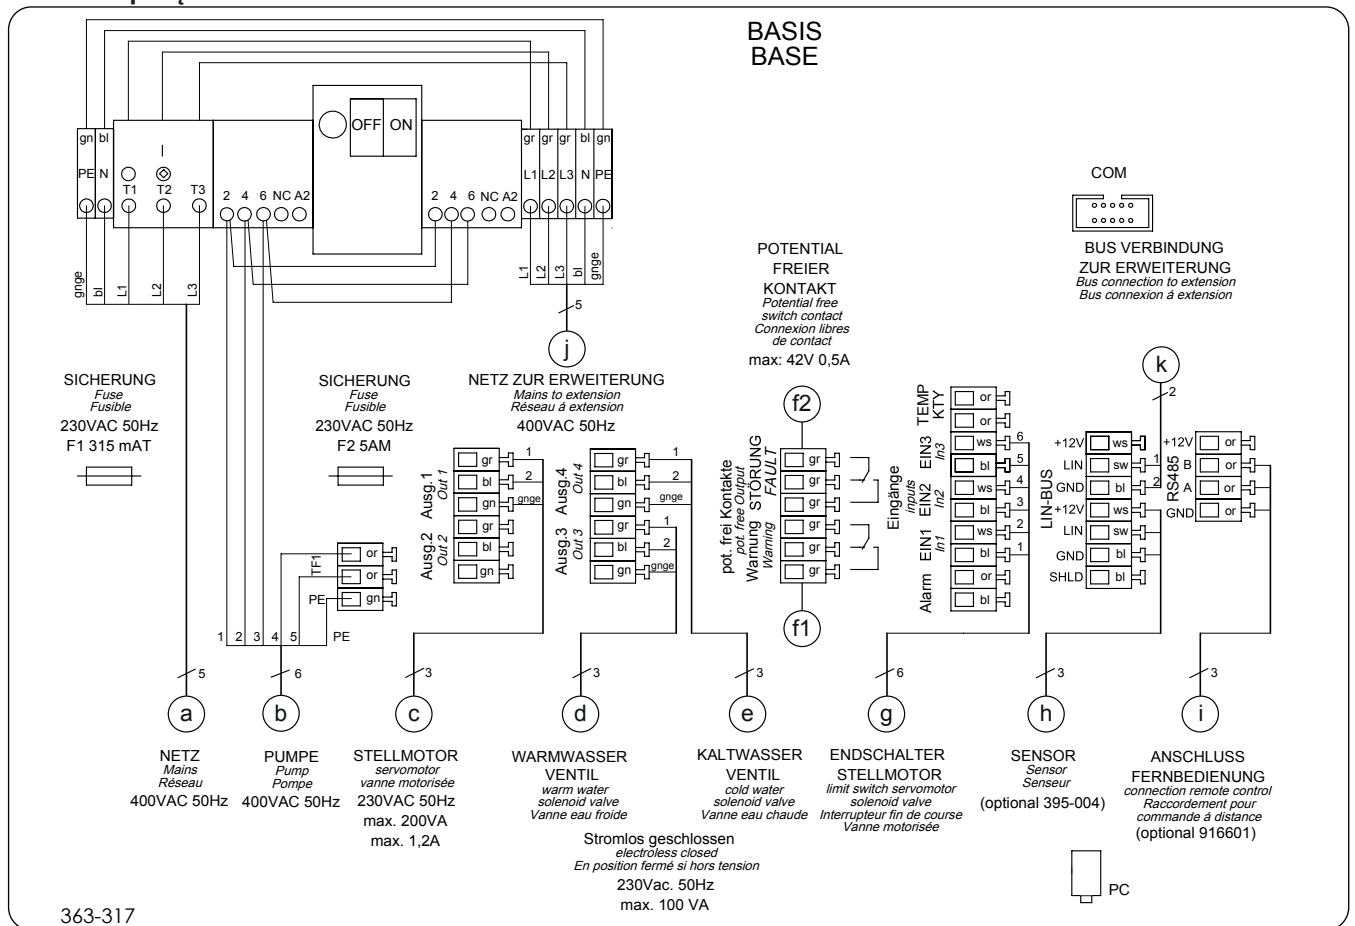 BASIS
BASE
OFF ON
gn bl
PE N
T1 T2 T3
2 4 6 NC A2
2 4 6 NC A2
gr gr gr bl gn
L1 L2 L3 N PE
gnge bl L1 L2 L3
L1 L2 L3 bl gnge
5
j
COM
BUS VERBINDUNG
ZUR ERWEITERUNG
Bus connection to extension
Bus connexion á extension
POTENTIAL
FREIER
KONTAKT
Potential free
switch contact
Connexion libres
de contact
max: 42V 0,5A
SICHERUNG
Fuse
Fusible
230VAC 50Hz
F1 315 mAT
SICHERUNG
Fuse
Fusible
230VAC 50Hz
F2 5AM
NETZ ZUR ERWEITERUNG
Mains to extension
Réseau á extension
400VAC 50Hz
TF1
or
or
PE gn
1 2 3 4 5 PE
Ausg.1
Out 1
gr 1
bl 2
gn gnge
Ausg.2
Out 2
gr
bl
gn
Ausg.4
Out 4
gr 1
bl 2
gn gnge
Ausg.3
Out 3
gr 1
bl 2
gn gnge
f2
pot. frei Kontakte
pot. free Output
STÖRUNG
FAULT
gr
gr
gr
Warnung
Warning
gr
gr
gr
f1
Eingänge
inputs
TEMP
KTY
or
or
EIN3
In3
ws 6
bl 5
EIN2
In2
ws 4
bl 3
EIN1
In1
ws 2
bl 1
Alarm
or
bl
k
2
LIN-BUS
+12V ws
LIN sw 1
GND bl 2
+12V ws
LIN sw
GND bl
SHLD bl
RS485
+12V or
B or
A or
GND or
5
a
NETZ
Mains
Réseau
400VAC 50Hz
6
b
PUMPE
Pump
Pompe
400VAC 50Hz
3
c
STELLMOTOR
servomotor
vanne motorisée
230VAC 50Hz
max. 200VA
max. 1,2A
3
d
WARMWASSER
VENTIL
warm water
solenoid valve
Vanne eau froide
3
e
KALTWASSER
VENTIL
cold water
solenoid valve
Vanne eau chaude
Stromlos geschlossen
electroless closed
En position fermé si hors tension
230Vac. 50Hz
max. 100 VA
6
g
ENDSCHALTER
STELLMOTOR
limit switch servomotor
solenoid valve
Interrupteur fin de course
Vanne motorisée
3
h
SENSOR
Sensor
Senseur
(optional 395-004)
3
i
ANSCHLUSS
FERNBEDIENUNG
connection remote control
Raccordement pour
commande á distance
(optional 916601)
PC
363-317